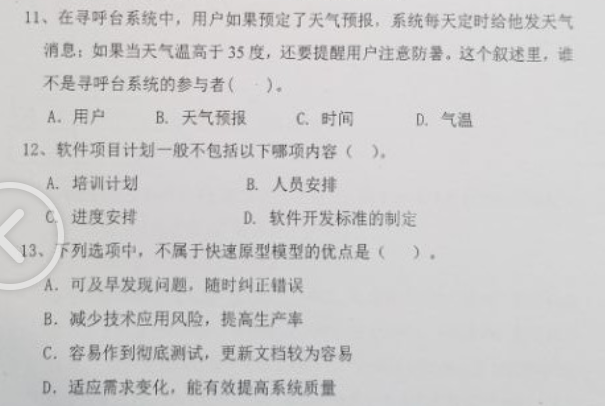 11、在寻呼台系统中，用户如果预定了天气预报，系统每天定时给他发天气
消息；如果当天气温高于 35 度，还要提醒用户注意防暑。这个叙述里，谁
不是寻呼台系统的参与者（ ）。
A. 用户 B. 天气预报 C. 时间 D. 气温
12、软件项目计划一般不包括以下哪项内容（ ）。
A. 培训计划 B. 人员安排
C. 进度安排 D. 软件开发标准的制定
13、下列选项中，不属于快速原型模型的优点是（ ）。
A. 可及早发现问题，随时纠正错误
B. 减少技术应用风险，提高生产率
C. 容易作到彻底测试，更新文档较为容易
D. 适应需求变化，能有效提高系统质量